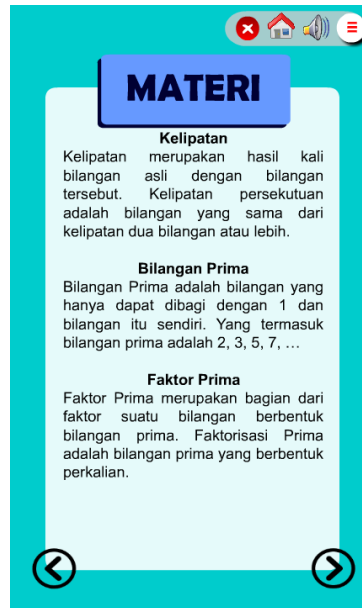 MATERI
Kelipatan
Kelipatan merupakan hasil kali
bilangan asli dengan bilangan
tersebut. Kelipatan persekutuan
adalah bilangan yang sama dari
kelipatan dua bilangan atau lebih.
Bilangan Prima
Bilangan Prima adalah bilangan yang
hanya dapat dibagi dengan 1 dan
bilangan itu sendiri. Yang termasuk
bilangan prima adalah 2, 3, 5, 7, …
Faktor Prima
Faktor Prima merupakan bagian dari
faktor suatu bilangan berbentuk
bilangan prima. Faktorisasi Prima
adalah bilangan prima yang berbentuk
perkalian.